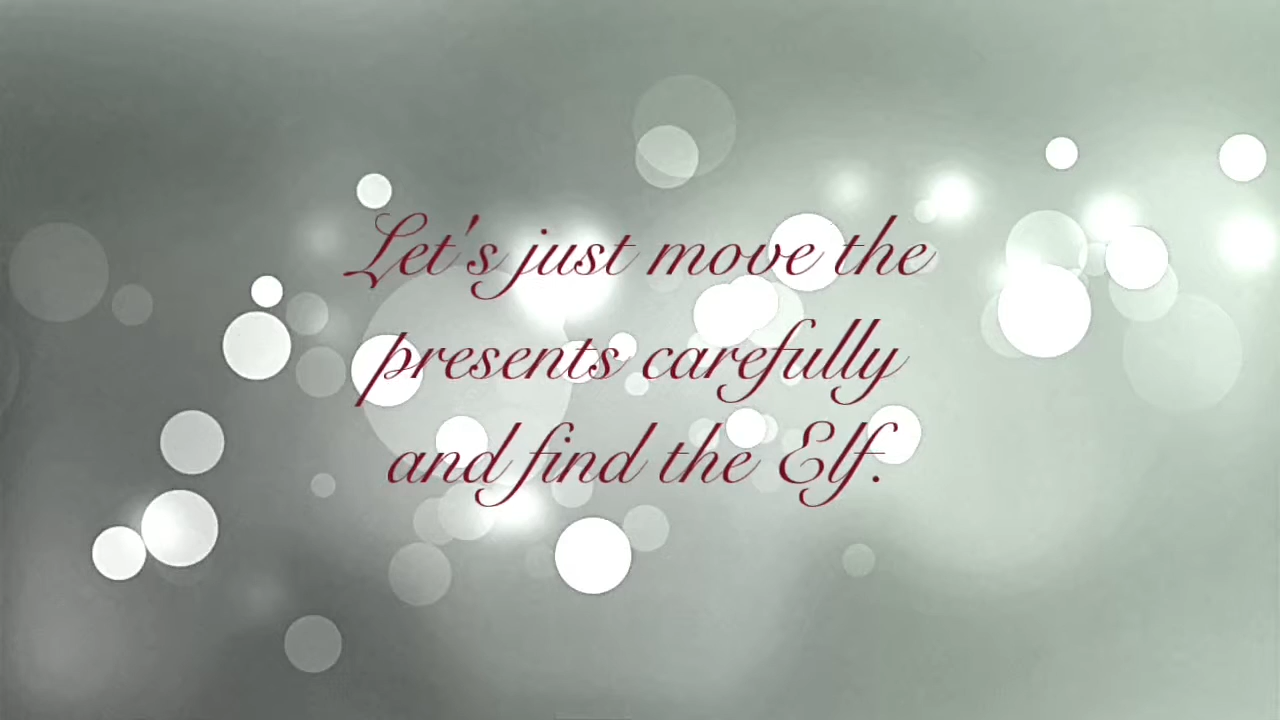 Let's just move the
presents carefully
and find the Elf.